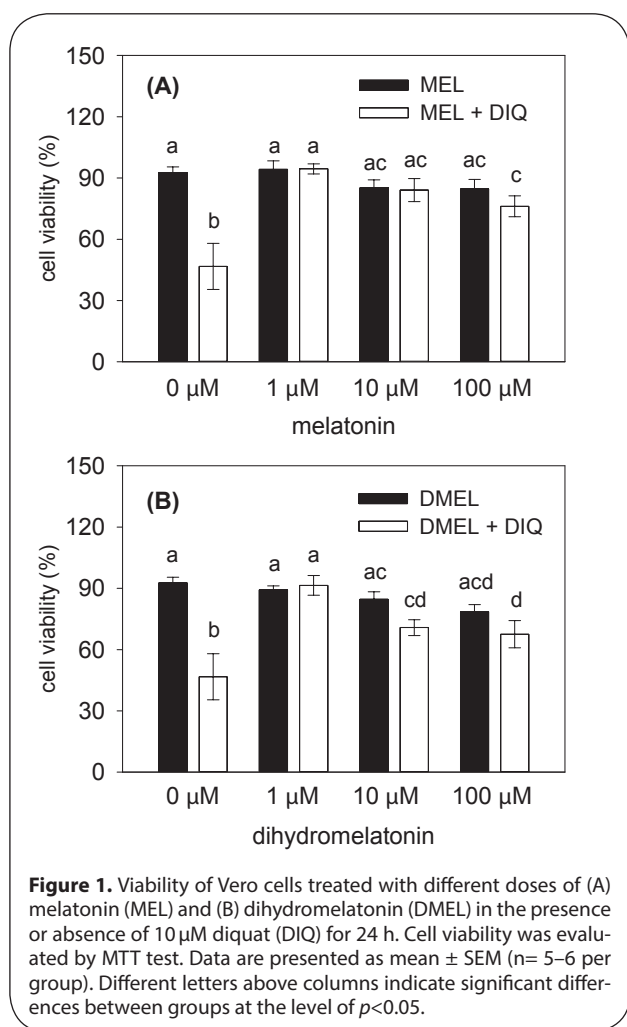 150
(A)
MEL
MEL + DIQ
120
a
a
a
ac
ac
ac
c
90
b
60
30
0
cell viability (%)
0 µM
1 µM
10 µM
100 µM
melatonin
150
(B)
DMEL
DMEL + DIQ
120
a
a
a
ac
cd
acd
d
90
b
60
30
0
cell viability (%)
0 µM
1 µM
10 µM
100 µM
dihydromelatonin
Figure 1. Viability of Vero cells treated with different doses of (A)
melatonin (MEL) and (B) dihydromelatonin (DMEL) in the presence
or absence of 10 µM diquat (DIQ) for 24 h. Cell viability was evalu-
ated by MTT test. Data are presented as mean ± SEM (n= 5–6 per
group). Different letters above columns indicate significant differ-
ences between groups at the level of p<0.05.